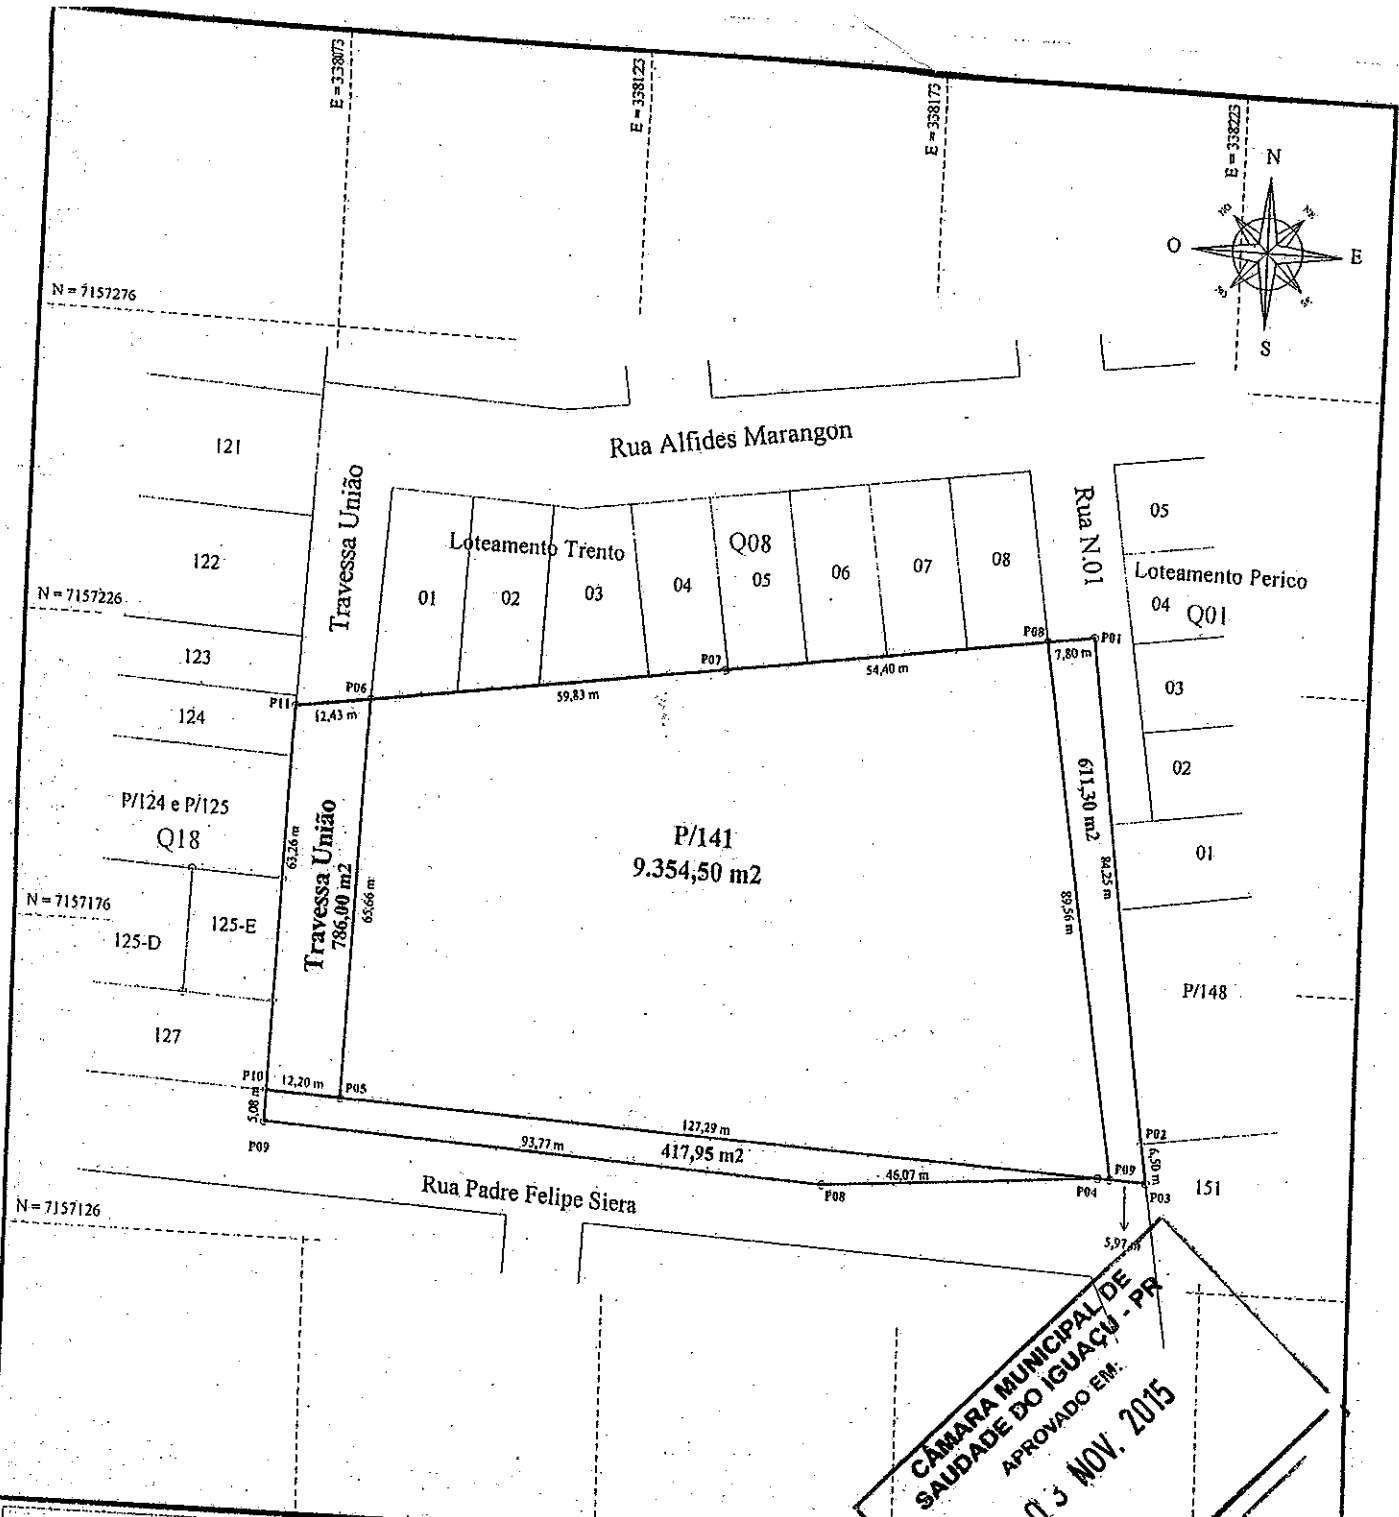 E = 338073
E = 338123
E = 338173
E = 338223
N
NO
NE
O
E
S
N = 7157276
121
Rua Alfides Marangon
Travessa União
Rua N.01
05
122
Loteamento Trento
Q08
01
02
03
04
05
06
07
08
Loteamento Perico
04
Q01
N = 7157226
123
P08
P01
7,80 m
P07
54,40 m
P06
59,83 m
P11
12,43 m
124
03
02
611,30 m2
P/124 e P/125
Q18
63,26 m
Travessa União
786,00 m2
65,66 m
P/141
9.354,50 m2
01
84,25 m
89,56 m
N = 7157176
125-D
125-E
P/148
127
P10
12,20 m
P05
5,08 m
P09
127,29 m
93,77 m
417,95 m2
46,07 m
P08
P04
P09
P02
6,50 m
P03
151
Rua Padre Felipe Siera
N = 7157126
5,97 m
CÂMARA MUNICIPAL DE
SAUDADE DO IGUAÇU - PR
APROVADO EM:
03 NOV. 2015